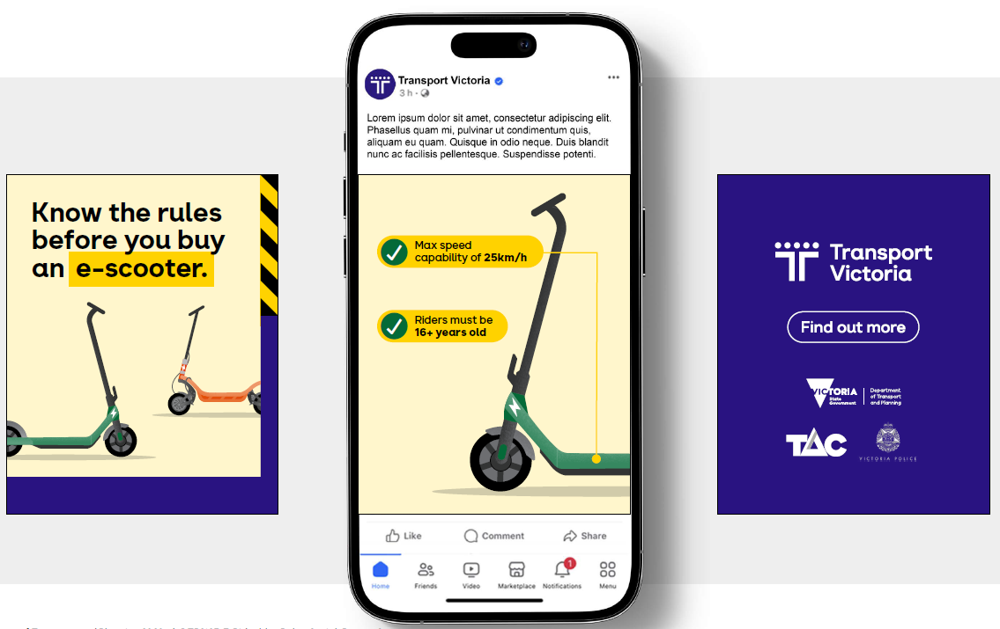 Know the rules
before you buy
an e-scooter.
Transport Victoria
3 h
Lorem ipsum dolor sit amet, consectetur adipiscing elit.
Phasellus quam mi, pulvinar ut condimentum quis,
aliquam eu quam. Quisque in odio neque. Duis blandit
nunc ac facilisis pellentesque. Suspendisse potenti.
Max speed
capability of 25km/h
Riders must be
16+ years old
Like
Comment
Share
1
Home
Friends
Video
Marketplace
Notifications
Menu
Transport
Victoria
Find out more
VICTORIA
State
Government
Department
of Transport
and Planning
TAC
VICTORIA POLICE